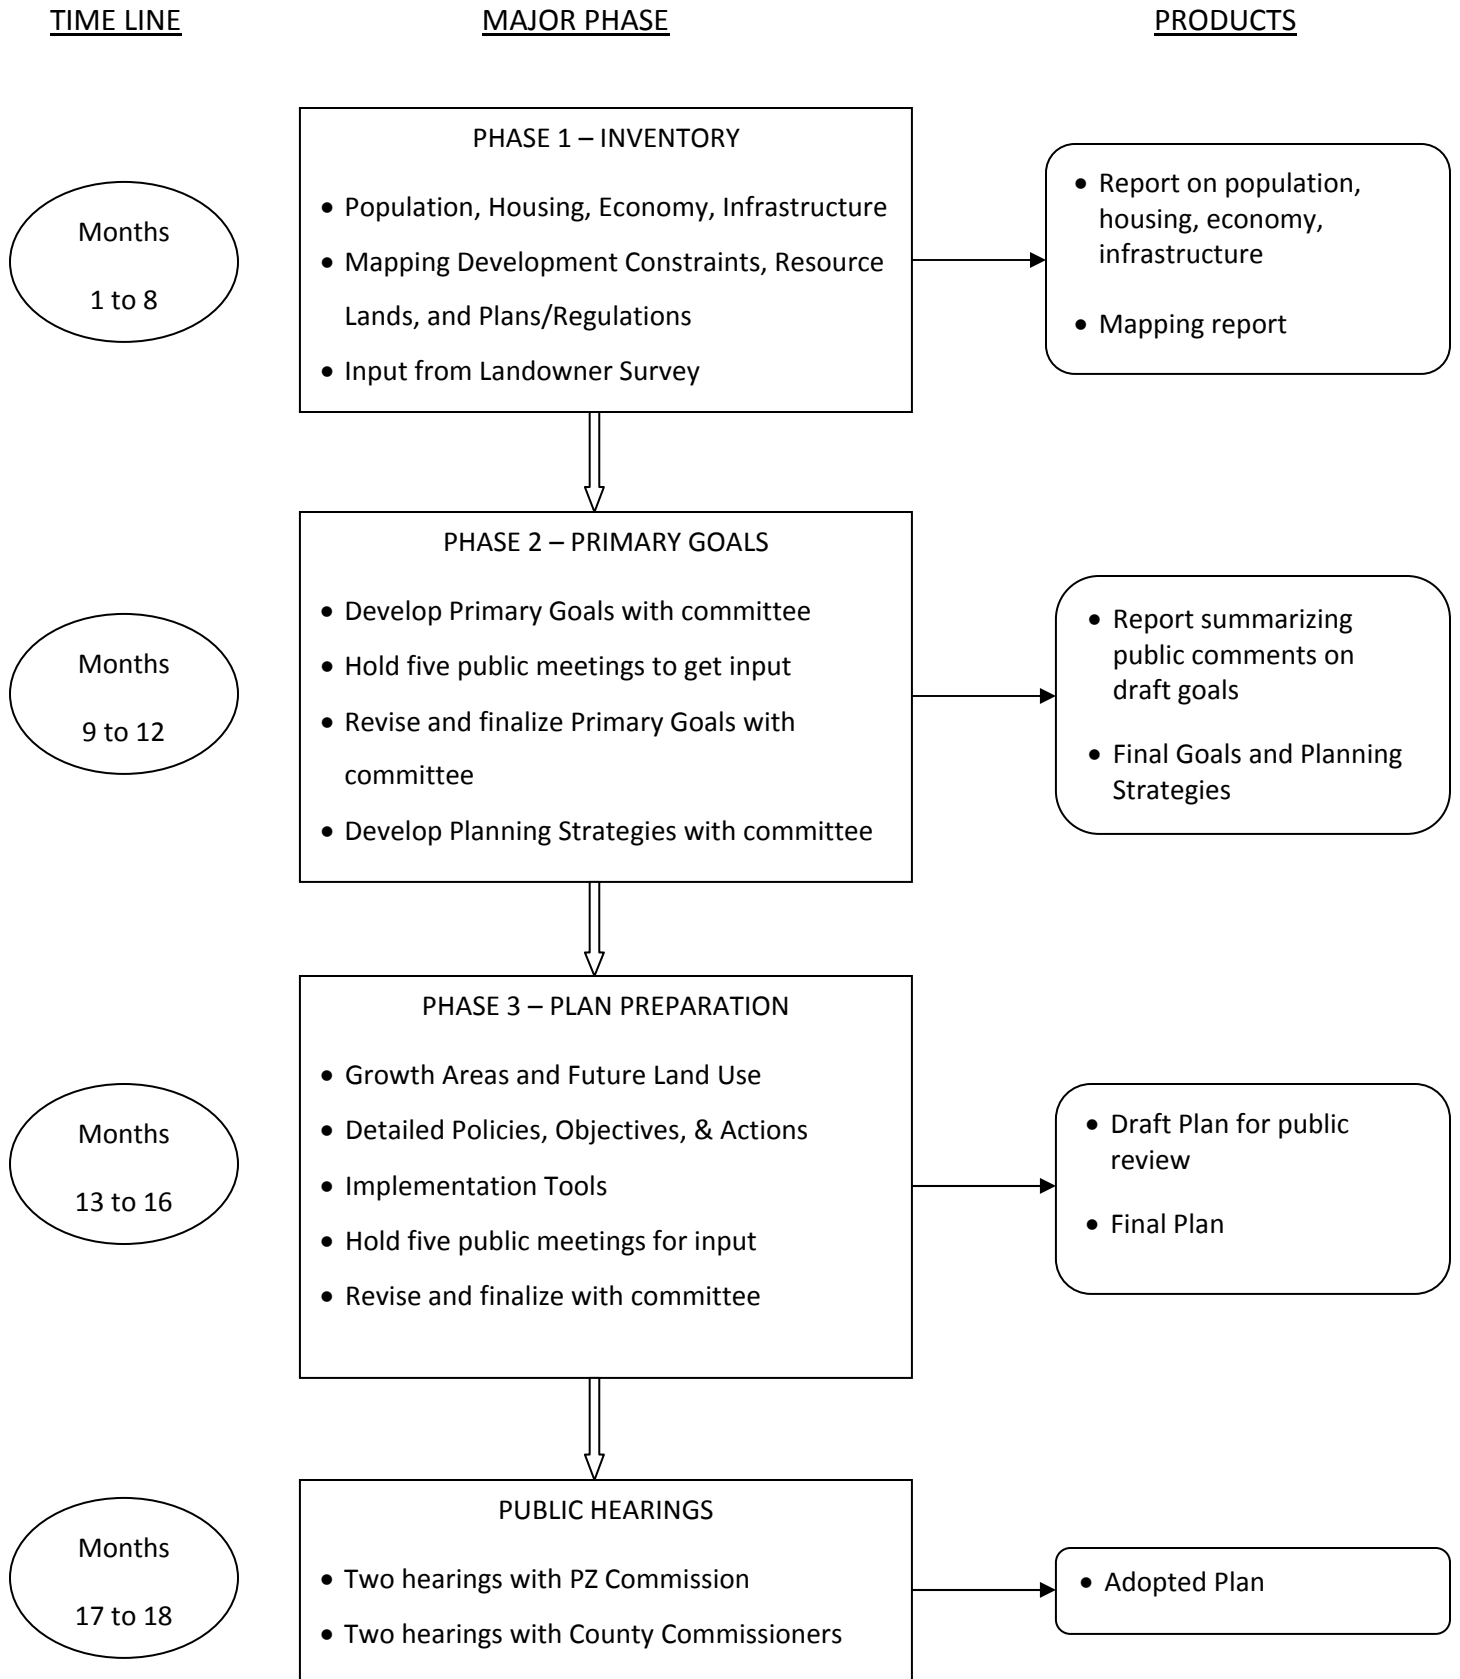 TIME LINE
MAJOR PHASE
PRODUCTS
Months
1 to 8
PHASE 1 – INVENTORY
• Population, Housing, Economy, Infrastructure
• Mapping Development Constraints, Resource
Lands, and Plans/Regulations
• Input from Landowner Survey
• Report on population,
housing, economy,
infrastructure
• Mapping report
Months
9 to 12
PHASE 2 – PRIMARY GOALS
• Develop Primary Goals with committee
• Hold five public meetings to get input
• Revise and finalize Primary Goals with
committee
• Develop Planning Strategies with committee
• Report summarizing
public comments on
draft goals
• Final Goals and Planning
Strategies
Months
13 to 16
PHASE 3 – PLAN PREPARATION
• Growth Areas and Future Land Use
• Detailed Policies, Objectives, & Actions
• Implementation Tools
• Hold five public meetings for input
• Revise and finalize with committee
• Draft Plan for public
review
• Final Plan
Months
17 to 18
PUBLIC HEARINGS
• Two hearings with PZ Commission
• Two hearings with County Commissioners
• Adopted Plan